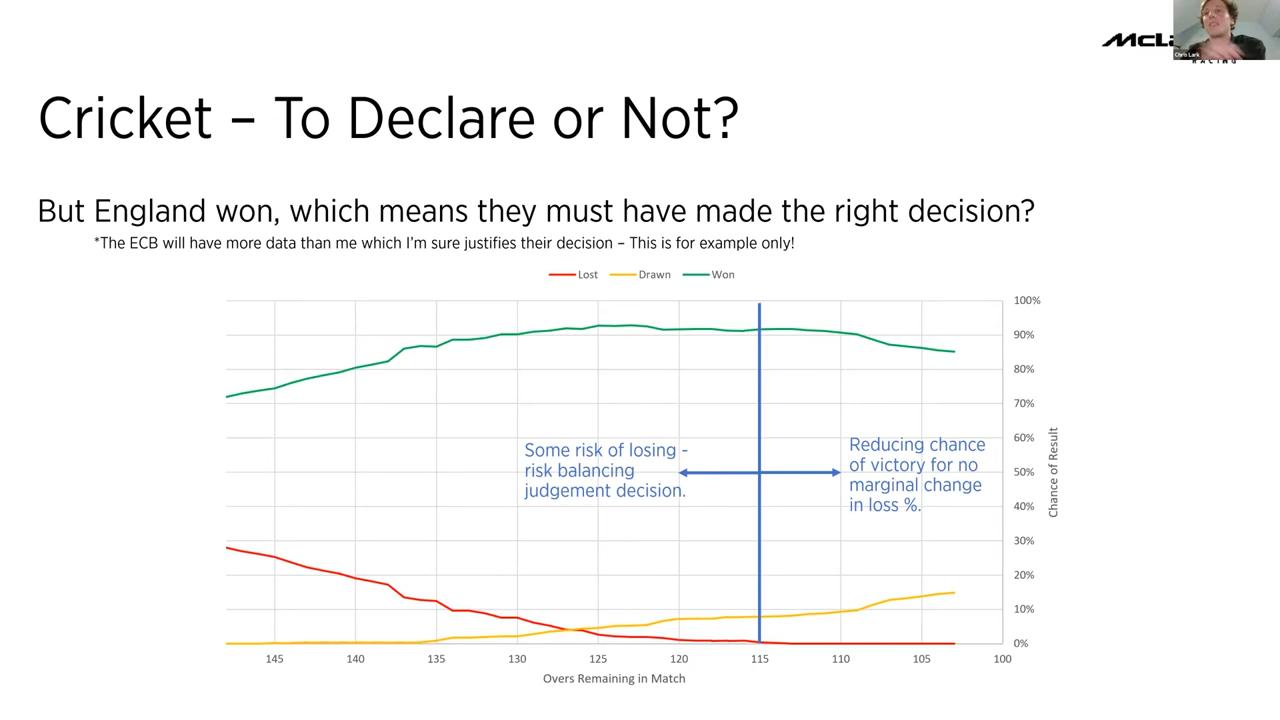 Chris Lark
RACING
Cricket – To Declare or Not?
But England won, which means they must have made the right decision?
*The ECB will have more data than me which I'm sure justifies their decision – This is for example only!
Lost Drawn Won
100%
90%
80%
70%
60%
50%
40%
30%
20%
10%
0%
Chance of Result
Some risk of losing -
risk balancing
judgement decision.
Reducing chance
of victory for no
marginal change
in loss %.
145 140 135 130 125 120 115 110 105 100
Overs Remaining in Match